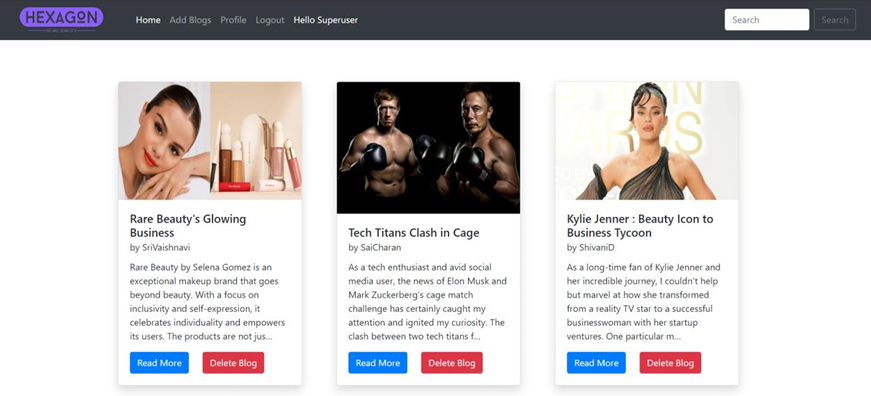 HEXAGON
Home Add Blogs Profile Logout Hello Superuser Search Search
Rare Beauty's Glowing
Business
by SriVaishnavi
Rare Beauty by Selena Gomez is an
exceptional makeup brand that goes
beyond beauty. With a focus on
inclusivity and self-expression, it
celebrates individuality and empowers
its users. The products are not jus...
Read More Delete Blog
Tech Titans Clash in Cage
by SaiCharan
As a tech enthusiast and avid social
media user, the news of Elon Musk and
Mark Zuckerberg's cage match
challenge has certainly caught my
attention and ignited my curiosity. The
clash between two tech titans f...
Read More Delete Blog
Kylie Jenner : Beauty Icon to
Business Tycoon
by ShivaniD
As a long-time fan of Kylie Jenner and
her incredible journey, I couldn't help
but marvel at how she transformed
from a reality TV star to a successful
businesswoman with her startup
ventures. One particular m...
Read More Delete Blog